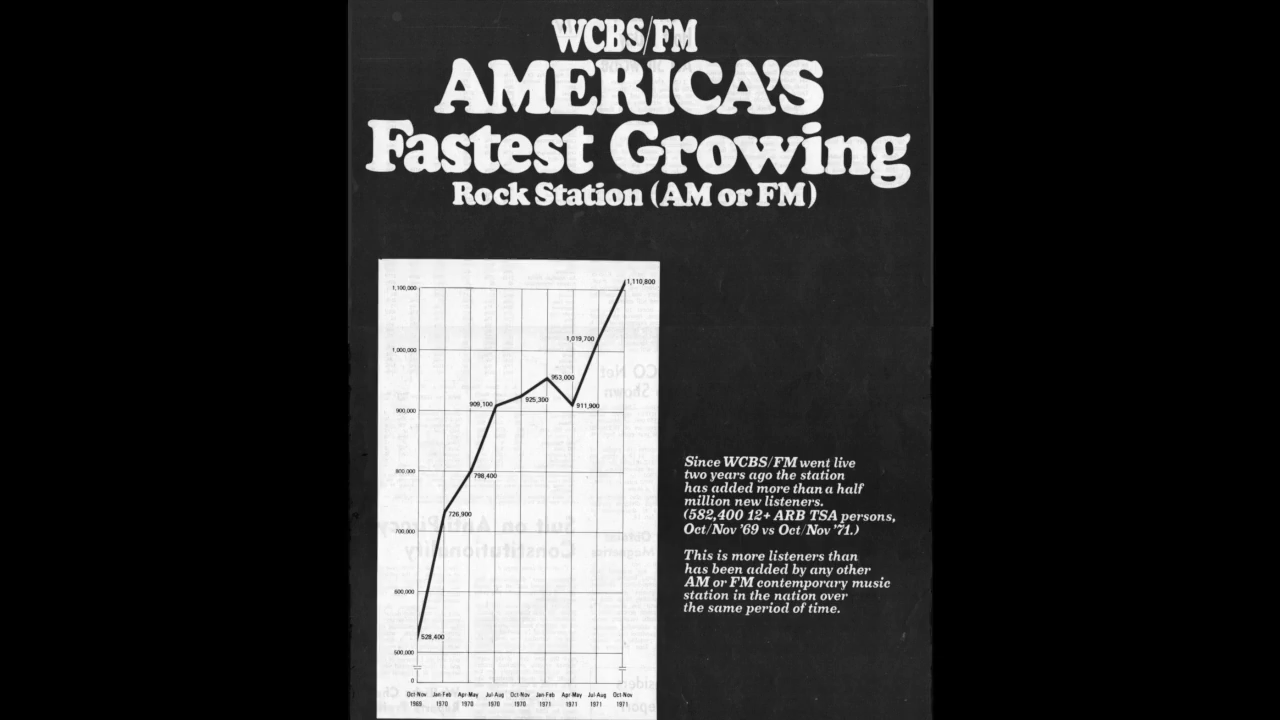 WCBS/FM
AMERICA'S
Fastest Growing
Rock Station (AM or FM)
1,110,800
1,100,000
1,019,700
1,000,000
953,000
909,100
925,300
911,900
900,000
800,000
798,400
726,900
700,000
600,000
528,400
500,000
0
Oct-Nov Jan-Feb Apr-May Jul-Aug Oct-Nov Jan-Feb Apr-May Jul-Aug Oct-Nov
1969 1970 1970 1970 1970 1971 1971 1971 1971
Since WCBS/FM went live
two years ago the station
has added more than a half
million new listeners.
(582,400 12+ ARB TSA persons,
Oct/Nov '69 vs Oct/Nov '71.)
This is more listeners than
has been added by any other
AM or FM contemporary music
station in the nation over
the same period of time.